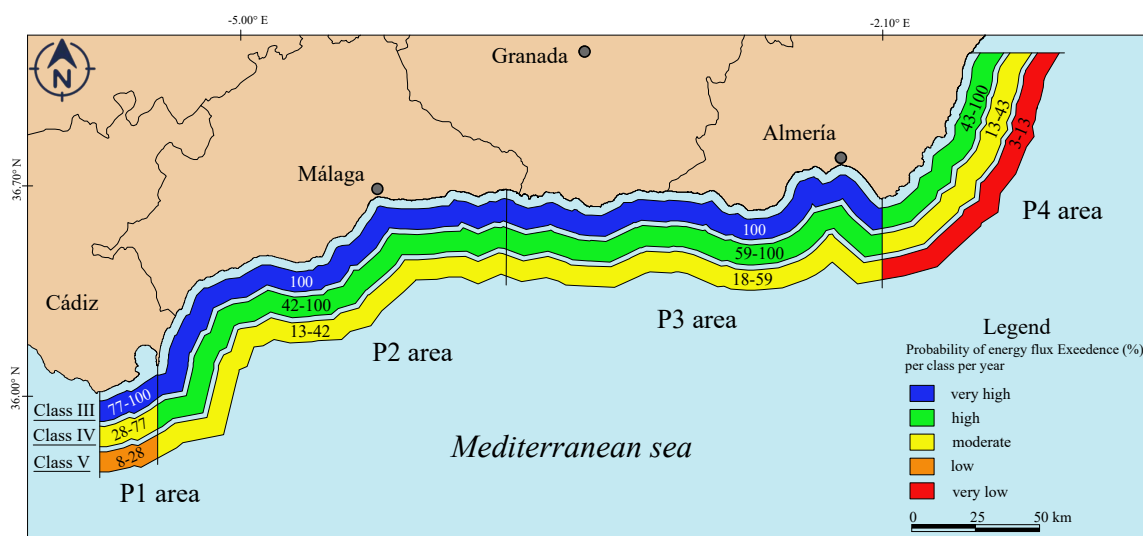 -5.00° E
-2.10° E
N
Granada
Almería
Málaga
Cádiz
36.70° N
36.00° N
43-100
13-43
3-13
P4 area
100
59-100
18-59
P3 area
100
42-100
13-42
P2 area
Class III
77-100
Class IV
28-77
Class V
8-28
P1 area
Mediterranean sea
Legend
Probability of energy flux Exeedence (%)
per class per year
very high
high
moderate
low
very low
0 25 50 km